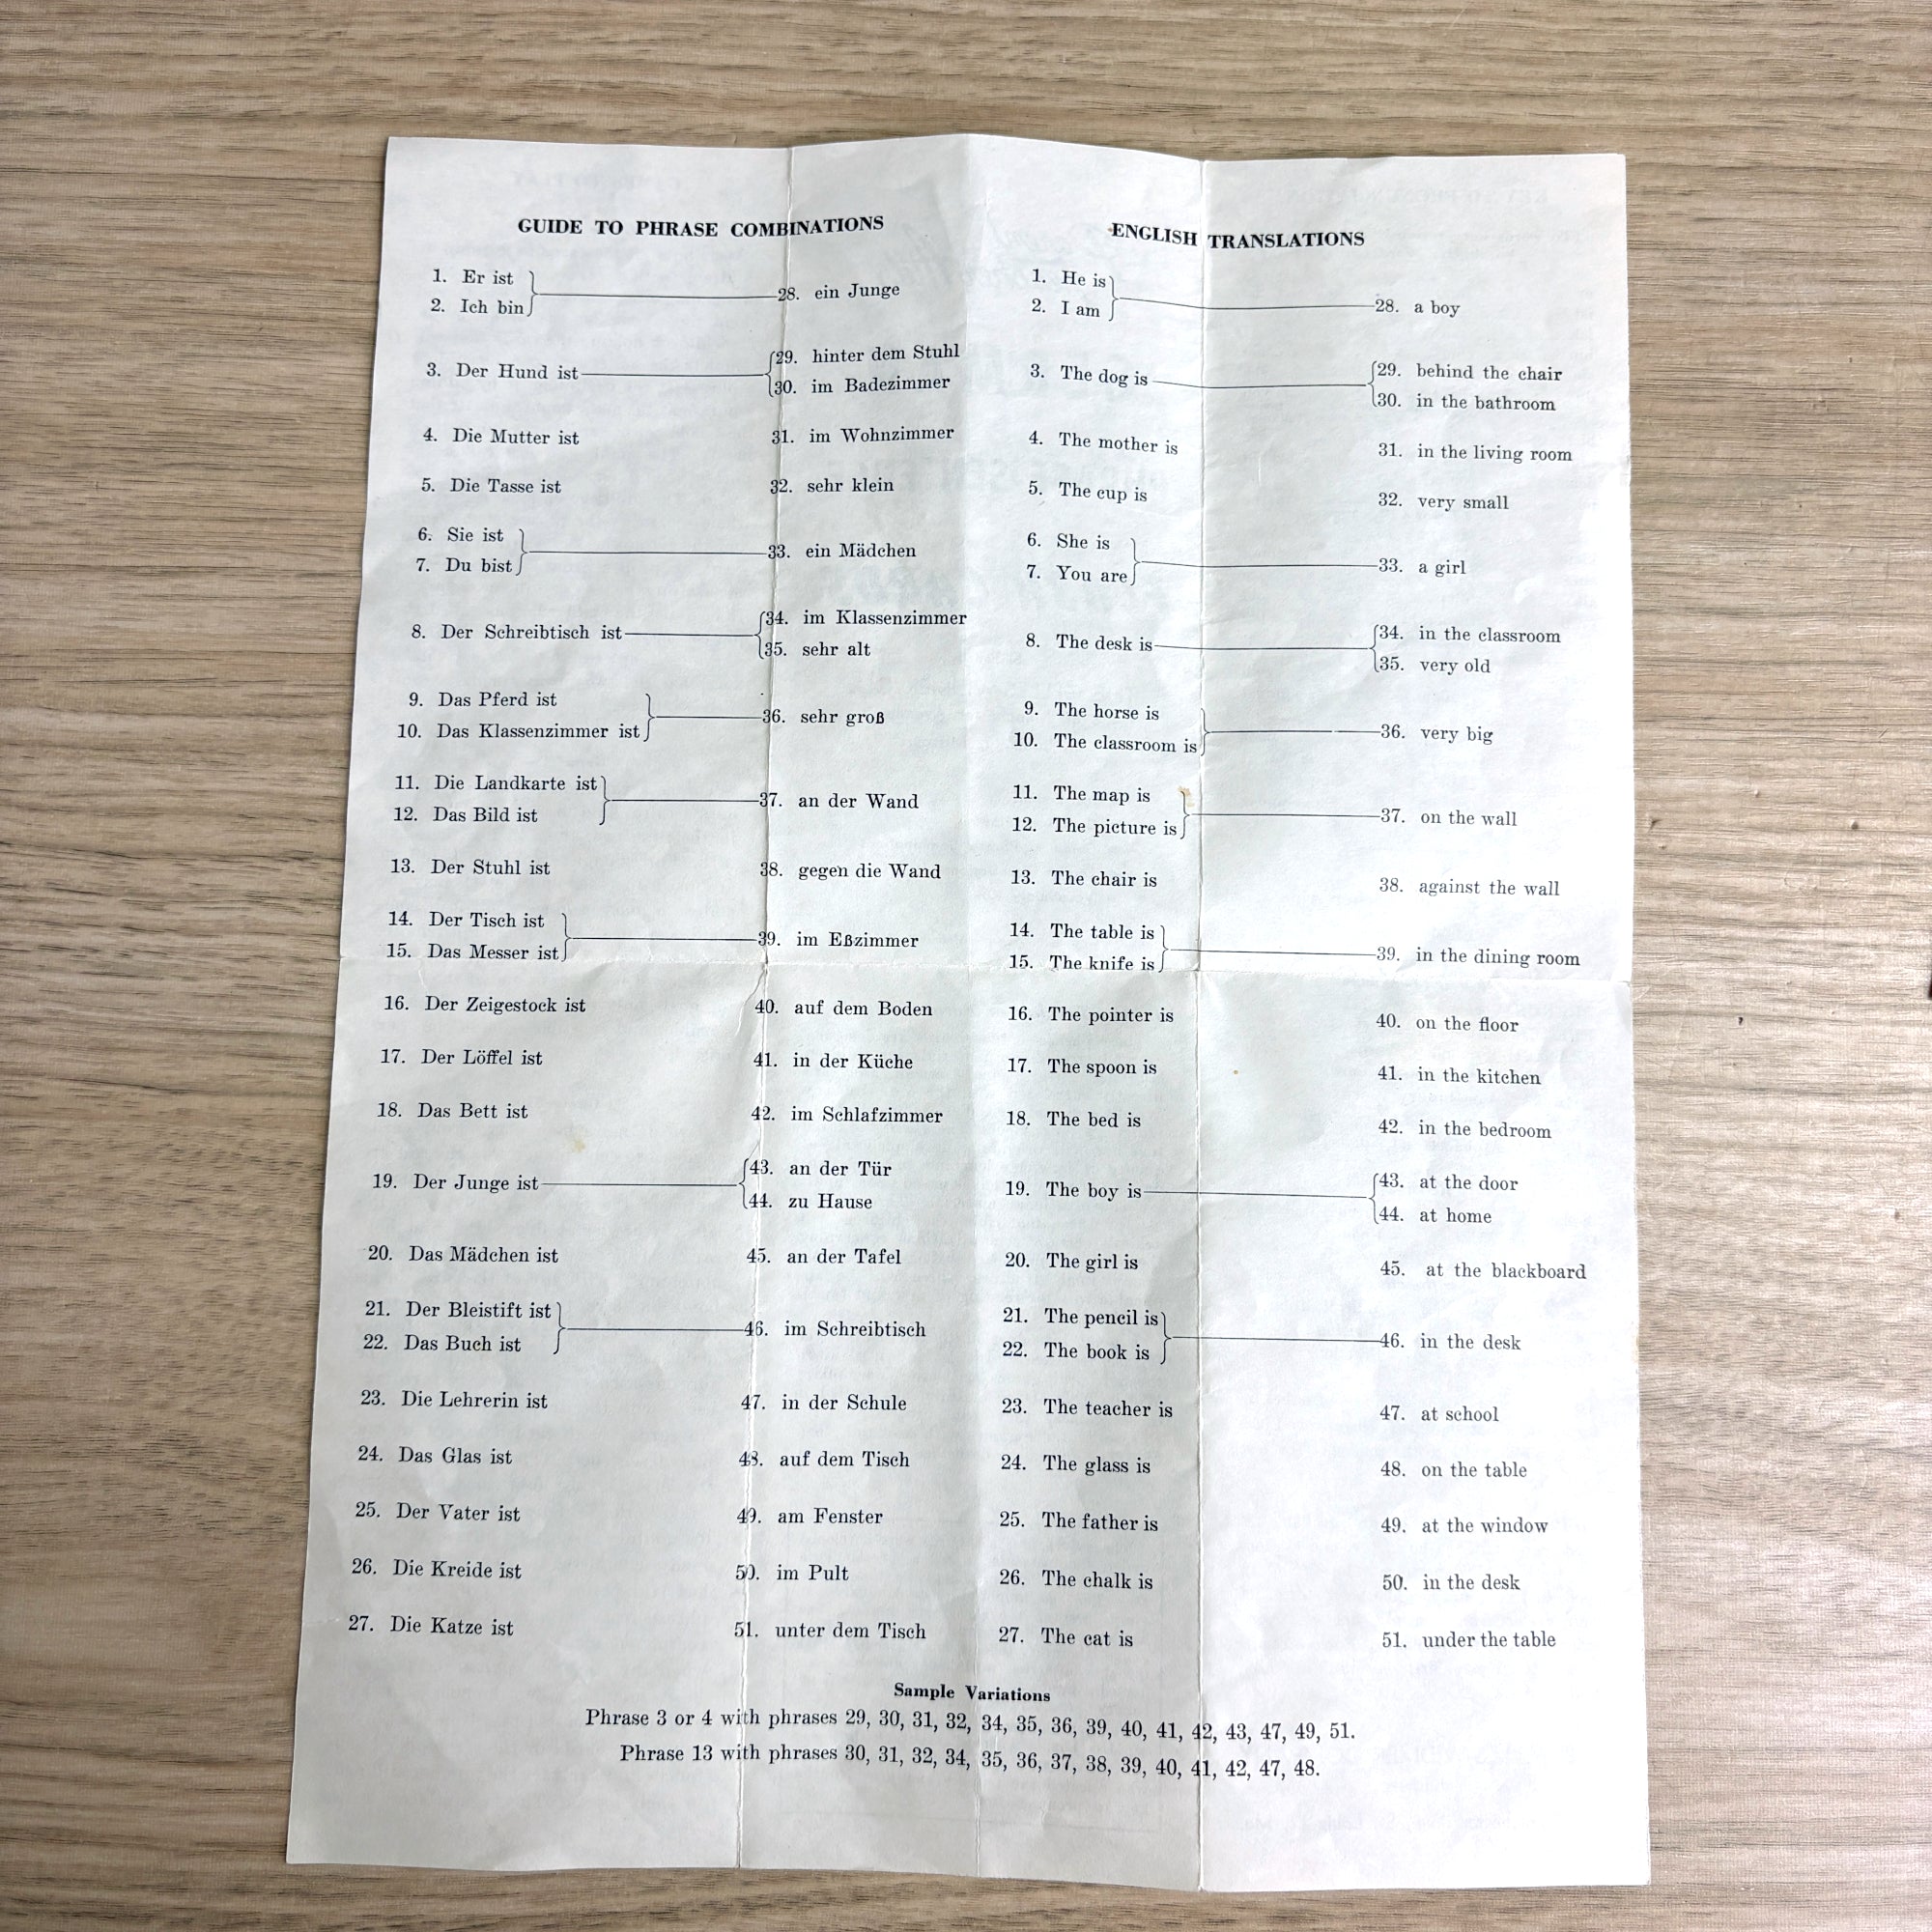 GUIDE TO PHRASE COMBINATIONS
1. Er ist
2. Ich bin
28. ein Junge
3. Der Hund ist
29. hinter dem Stuhl
30. im Badezimmer
4. Die Mutter ist
31. im Wohnzimmer
5. Die Tasse ist
32. sehr klein
6. Sie ist
7. Du bist
33. ein Mädchen
8. Der Schreibtisch ist
34. im Klassenzimmer
35. sehr alt
9. Das Pferd ist
10. Das Klassenzimmer ist
36. sehr groß
11. Die Landkarte ist
12. Das Bild ist
37. an der Wand
13. Der Stuhl ist
38. gegen die Wand
14. Der Tisch ist
15. Das Messer ist
39. im Eßzimmer
16. Der Zeigestock ist
40. auf dem Boden
17. Der Löffel ist
41. in der Küche
18. Das Bett ist
42. im Schlafzimmer
19. Der Junge ist
43. an der Tür
44. zu Hause
20. Das Mädchen ist
45. an der Tafel
21. Der Bleistift ist
22. Das Buch ist
46. im Schreibtisch
23. Die Lehrerin ist
47. in der Schule
24. Das Glas ist
48. auf dem Tisch
25. Der Vater ist
49. am Fenster
26. Die Kreide ist
50. im Pult
27. Die Katze ist
51. unter dem Tisch
ENGLISH TRANSLATIONS
1. He is
2. I am
28. a boy
3. The dog is
29. behind the chair
30. in the bathroom
4. The mother is
31. in the living room
5. The cup is
32. very small
6. She is
7. You are
33. a girl
8. The desk is
34. in the classroom
35. very old
9. The horse is
10. The classroom is
36. very big
11. The map is
12. The picture is
37. on the wall
13. The chair is
38. against the wall
14. The table is
15. The knife is
39. in the dining room
16. The pointer is
40. on the floor
17. The spoon is
41. in the kitchen
18. The bed is
42. in the bedroom
19. The boy is
43. at the door
44. at home
20. The girl is
45. at the blackboard
21. The pencil is
22. The book is
46. in the desk
23. The teacher is
47. at school
24. The glass is
48. on the table
25. The father is
49. at the window
26. The chalk is
50. in the desk
27. The cat is
51. under the table
Sample Variations
Phrase 3 or 4 with phrases 29, 30, 31, 32, 34, 35, 36, 39, 40, 41, 42, 43, 47, 49, 51.
Phrase 13 with phrases 30, 31, 32, 34, 35, 36, 37, 38, 39, 40, 41, 42, 47, 48.